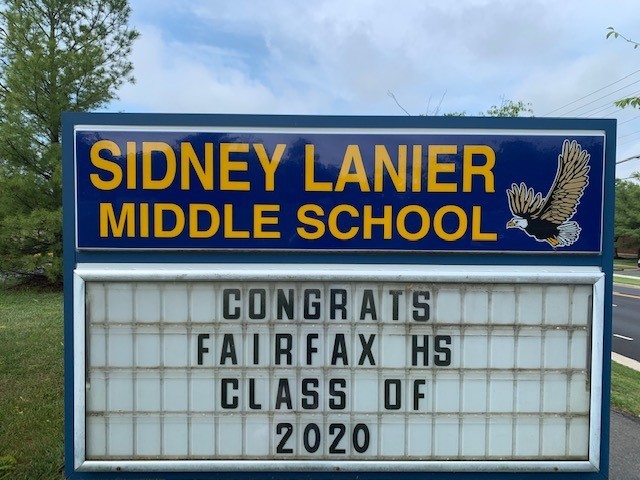 SIDNEY LANIER
MIDDLE SCHOOL
CONGRATS
FAIRFAX HS
CLASS OF
2020